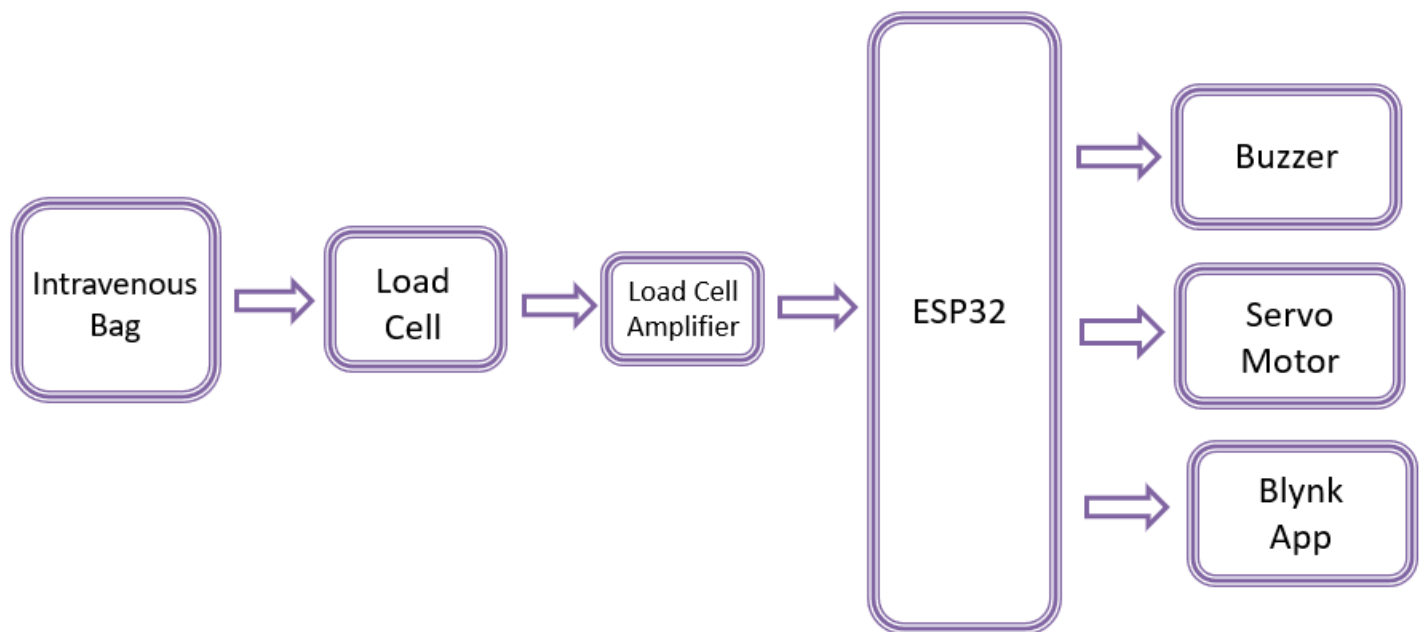 Intravenous
Bag
Load
Cell
Load Cell
Amplifier
ESP32
Buzzer
Servo
Motor
Blynk
App